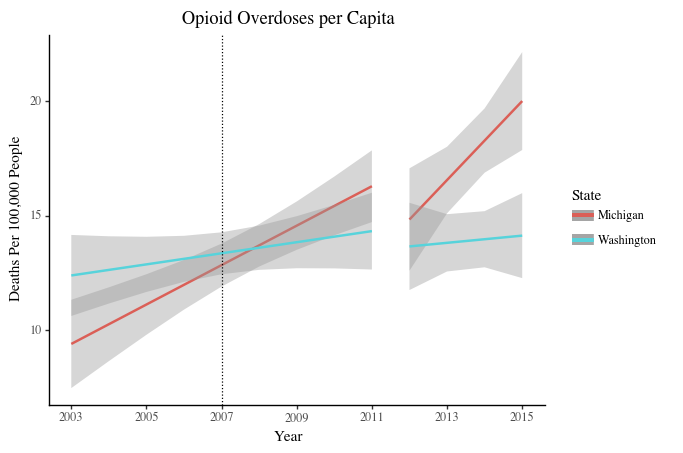 Opioid Overdoses per Capita
Deaths Per 100,000 People
20
15
10
2003 2005 2007 2009 2011 2013 2015
Year
State
Michigan
Washington